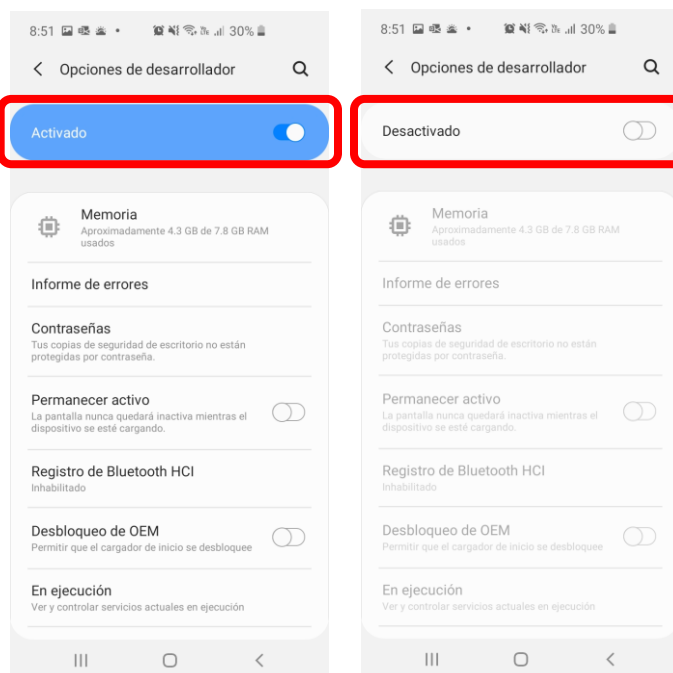 8:51
30%
Opciones de desarrollador
Activado
Memoria
Aproximadamente 4.3 GB de 7.8 GB RAM
usados
Informe de errores
Contraseñas
Tus copias de seguridad de escritorio no están
protegidas por contraseña.
Permanecer activo
La pantalla nunca quedará inactiva mientras el
dispositivo se esté cargando.
Registro de Bluetooth HCI
Inhabilitado
Desbloqueo de OEM
Permitir que el cargador de inicio se desbloquee
En ejecución
Ver y controlar servicios actuales en ejecución
8:51
30%
Opciones de desarrollador
Desactivado
Memoria
Aproximadamente 4.3 GB de 7.8 GB RAM
usados
Informe de errores
Contraseñas
Tus copias de seguridad de escritorio no están
protegidas por contraseña.
Permanecer activo
La pantalla nunca quedará inactiva mientras el
dispositivo se esté cargando.
Registro de Bluetooth HCI
Inhabilitado
Desbloqueo de OEM
Permitir que el cargador de inicio se desbloquee
En ejecución
Ver y controlar servicios actuales en ejecución